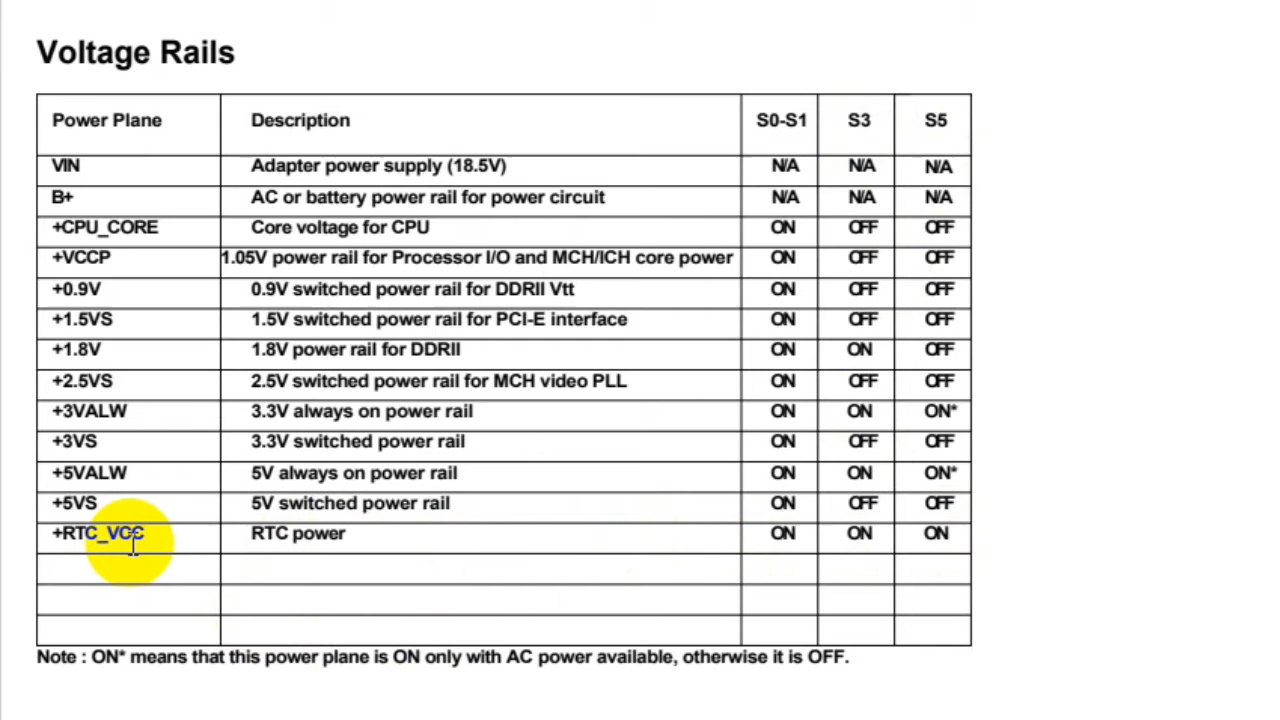 Voltage Rails
Power Plane Description S0-S1 S3 S5
VIN Adapter power supply (18.5V) N/A N/A N/A
B+ AC or battery power rail for power circuit N/A N/A N/A
+CPU_CORE Core voltage for CPU ON OFF OFF
+VCCP 1.05V power rail for Processor I/O and MCH/ICH core power ON OFF OFF
+0.9V 0.9V switched power rail for DDRII Vtt ON OFF OFF
+1.5VS 1.5V switched power rail for PCI-E interface ON OFF OFF
+1.8V 1.8V power rail for DDRII ON ON OFF
+2.5VS 2.5V switched power rail for MCH video PLL ON OFF OFF
+3VALW 3.3V always on power rail ON ON ON*
+3VS 3.3V switched power rail ON OFF OFF
+5VALW 5V always on power rail ON ON ON*
+5VS 5V switched power rail ON OFF OFF
+RTC_VCC RTC power ON ON ON
Note : ON* means that this power plane is ON only with AC power available, otherwise it is OFF.